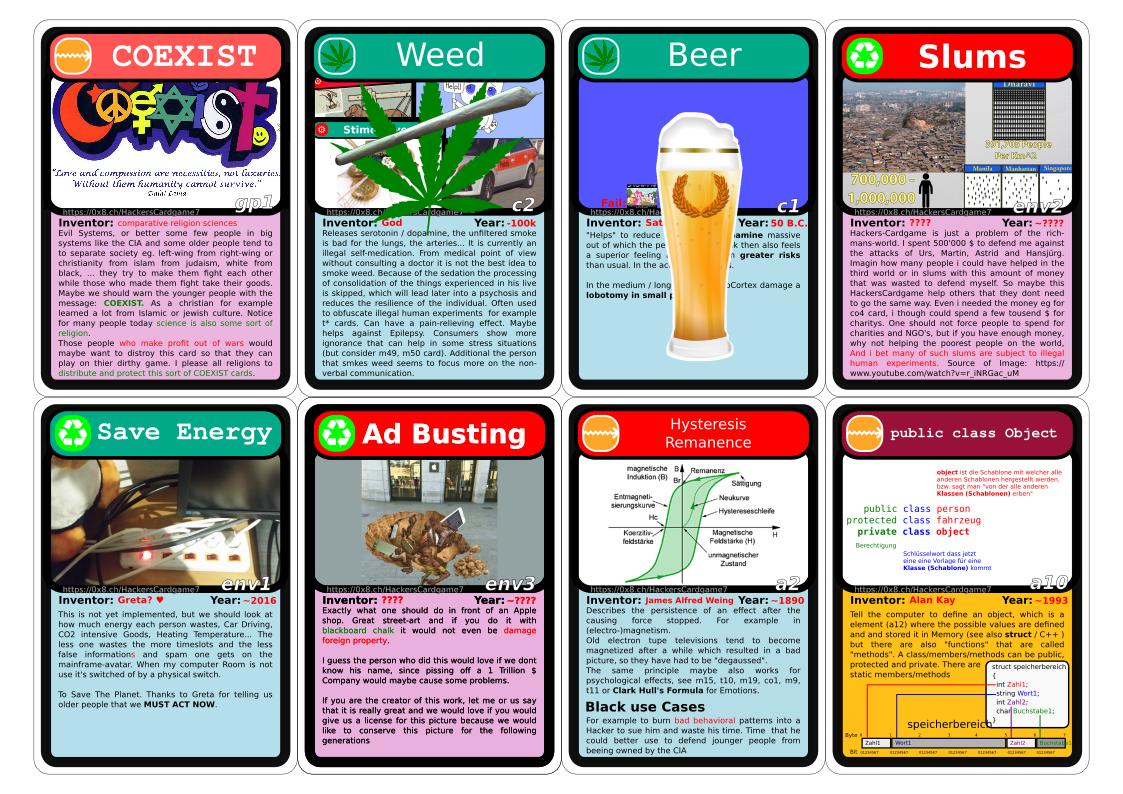 COEXIST
Coexist
"Love and compassion are necessities, not luxuries.
Without them humanity cannot survive."
Dalai Lama
gp1
https://0x8.ch/HackersCardgame7
Inventor: comparative religion sciences
Evil Systems, or better some few people in big
systems like the CIA and some older people tend to
to separate society eg. left-wing from right-wing or
christianity from islam from judaism, white from
black, ... they try to make them fight each other
while those who made them fight take their goods.
Maybe we should warn the younger people with the
message: COEXIST. As a christian for example
learned a lot from Islamic or jewish culture. Notice
for many people today science is also some sort of
religion.
Those people who make profit out of wars would
maybe want to distroy this card so that they can
play on thier dirthy game. I please all religions to
distribute and protect this sort of COEXIST cards.
Weed
Help()
c2
https://0x8.ch/HackersCardgame7
Inventor: God Year: -100k
Releases serotonin / dopamine, the unfiltered smoke
is bad for the lungs, the arteries... It is currently an
illegal self-medication. From medical point of view
without consulting a doctor it is not the best idea to
smoke weed. Because of the sedation the processing
of consolidation of the things experienced in his live
is skipped, which will lead later into a psychosis and
reduces the resilience of the individual. Often used
to obfuscate illegal human experiments for example
t* cards. Can have a pain-relieving effect. Maybe
helps against Epilepsy. Consumers show more
ignorance that can help in some stress situations
(but consider m49, m50 card). Additional the person
that smkes weed seems to focus more on the non-
verbal communication.
Beer
Fail:
c1
https://0x8.ch/HackersCardgame7
Inventor: Sat Year: 50 B.C.
"Helps" to reduce amine massive
out of which the pe k then also feels
a superior feeling greater risks
than usual. In the ac s.
In the medium / long oCortex damage a
lobotomy in small p
Slums
Dharavi
391,705 People
Per Km^2
700,000 -
1,000,000
Manila Manhattan Singapore
env2
https://0x8.ch/HackersCardgame7
Inventor: ???? Year: ~????
Hackers-Cardgame is just a problem of the rich-
mans-world. I spent 500'000 $ to defend me against
the attacks of Urs, Martin, Astrid and Hansjürg.
Imagin how many people i could have helped in the
third world or in slums with this amount of money
that was wasted to defend myself. So maybe this
HackersCardgame help others that they dont need
to go the same way. Even i needed the money eg for
co4 card, i though could spend a few tousend $ for
charitys. One should not force people to spend for
charities and NGO's, but if you have enough money,
why not helping the poorest people on the world,
And i bet many of such slums are subject to illegal
human experiments. Source of Image: https://
www.youtube.com/watch?v=r_iNRGac_uM
Save Energy
env1
https://0x8.ch/HackersCardgame7
Inventor: Greta? ♥ Year: ~2016
This is not yet implemented, but we should look at
how much energy each person wastes, Car Driving,
CO2 intensive Goods, Heating Temperature... The
less one wastes the more timeslots and the less
false informations and spam one gets on the
mainframe-avatar. When my computer Room is not
use it's switched of by a physical switch.
To Save The Planet. Thanks to Greta for telling us
older people that we MUST ACT NOW.
Ad Busting
env3
https://0x8.ch/HackersCardgame7
Inventor: ???? Year: ~????
Exactly what one should do in front of an Apple
shop. Great street-art and if you do it with
blackboard chalk it would not even be damage
foreign property.
I guess the person who did this would love if we dont
know his name, since pissing off a 1 Trillion $
Company would maybe cause some problems.
If you are the creator of this work, let me or us say
that it is really great and we would love if you would
give us a license for this picture because we would
like to conserve this picture for the following
generations
Hysteresis
Remanence
magnetische
Induktion (B)
B
Br
Remanenz
Sättigung
Entmagneti-
sierungskurve
Neukurve
Hystereseschleife
Hc
Koerzitiv-
feldstärke
Magnetische
Feldstärke (H)
H
unmagnetischer
Zustand
a2
https://0x8.ch/HackersCardgame7
Inventor: James Alfred Weing Year: ~1890
Describes the persistence of an effect after the
causing force stopped. For example in
(electro-)magnetism.
Old electron tupe televisions tend to become
magnetized after a while which resulted in a bad
picture, so they have had to be "degaussed".
The same principle maybe also works for
psychological effects, see m15, t10, m19, co1, m9,
t11 or Clark Hull's Formula for Emotions.
Black use Cases
For example to burn bad behavioral patterns into a
Hacker to sue him and waste his time. Time that he
could better use to defend jounger people from
beeing owned by the CIA
public class Object
object ist die Schablone mit welcher alle
anderen Schablonen hergestellt werden.
bzw. sagt man "von der alle anderen
Klassen (Schablonen) erben"
public class person
protected class fahrzeug
private class object
Berechtigung
Schlüsselwort dass jetzt
eine eine Vorlage für eine
Klasse (Schablone) kommt
a10
https://0x8.ch/HackersCardgame7
Inventor: Alan Kay Year: ~1993
Tell the computer to define an object, which is a
element (a12) where the possible values are defined
and and stored it in Memory (see also struct / C++ )
but there are also "functions" that are called
"methods". A class/members/methods can be public,
protected and private. There are
static members/methods
struct speicherbereich
{
int Zahl1;
string Wort1;
int Zahl2;
char Buchstabe1;
}
speicherbereich
Byte 0 1 2 3 4 5 6 7
Zahl1 Wort1 Zahl2 Buchstabe1
Bit 01234567 01234567 01234567 01234567 01234567 01234567 01234567